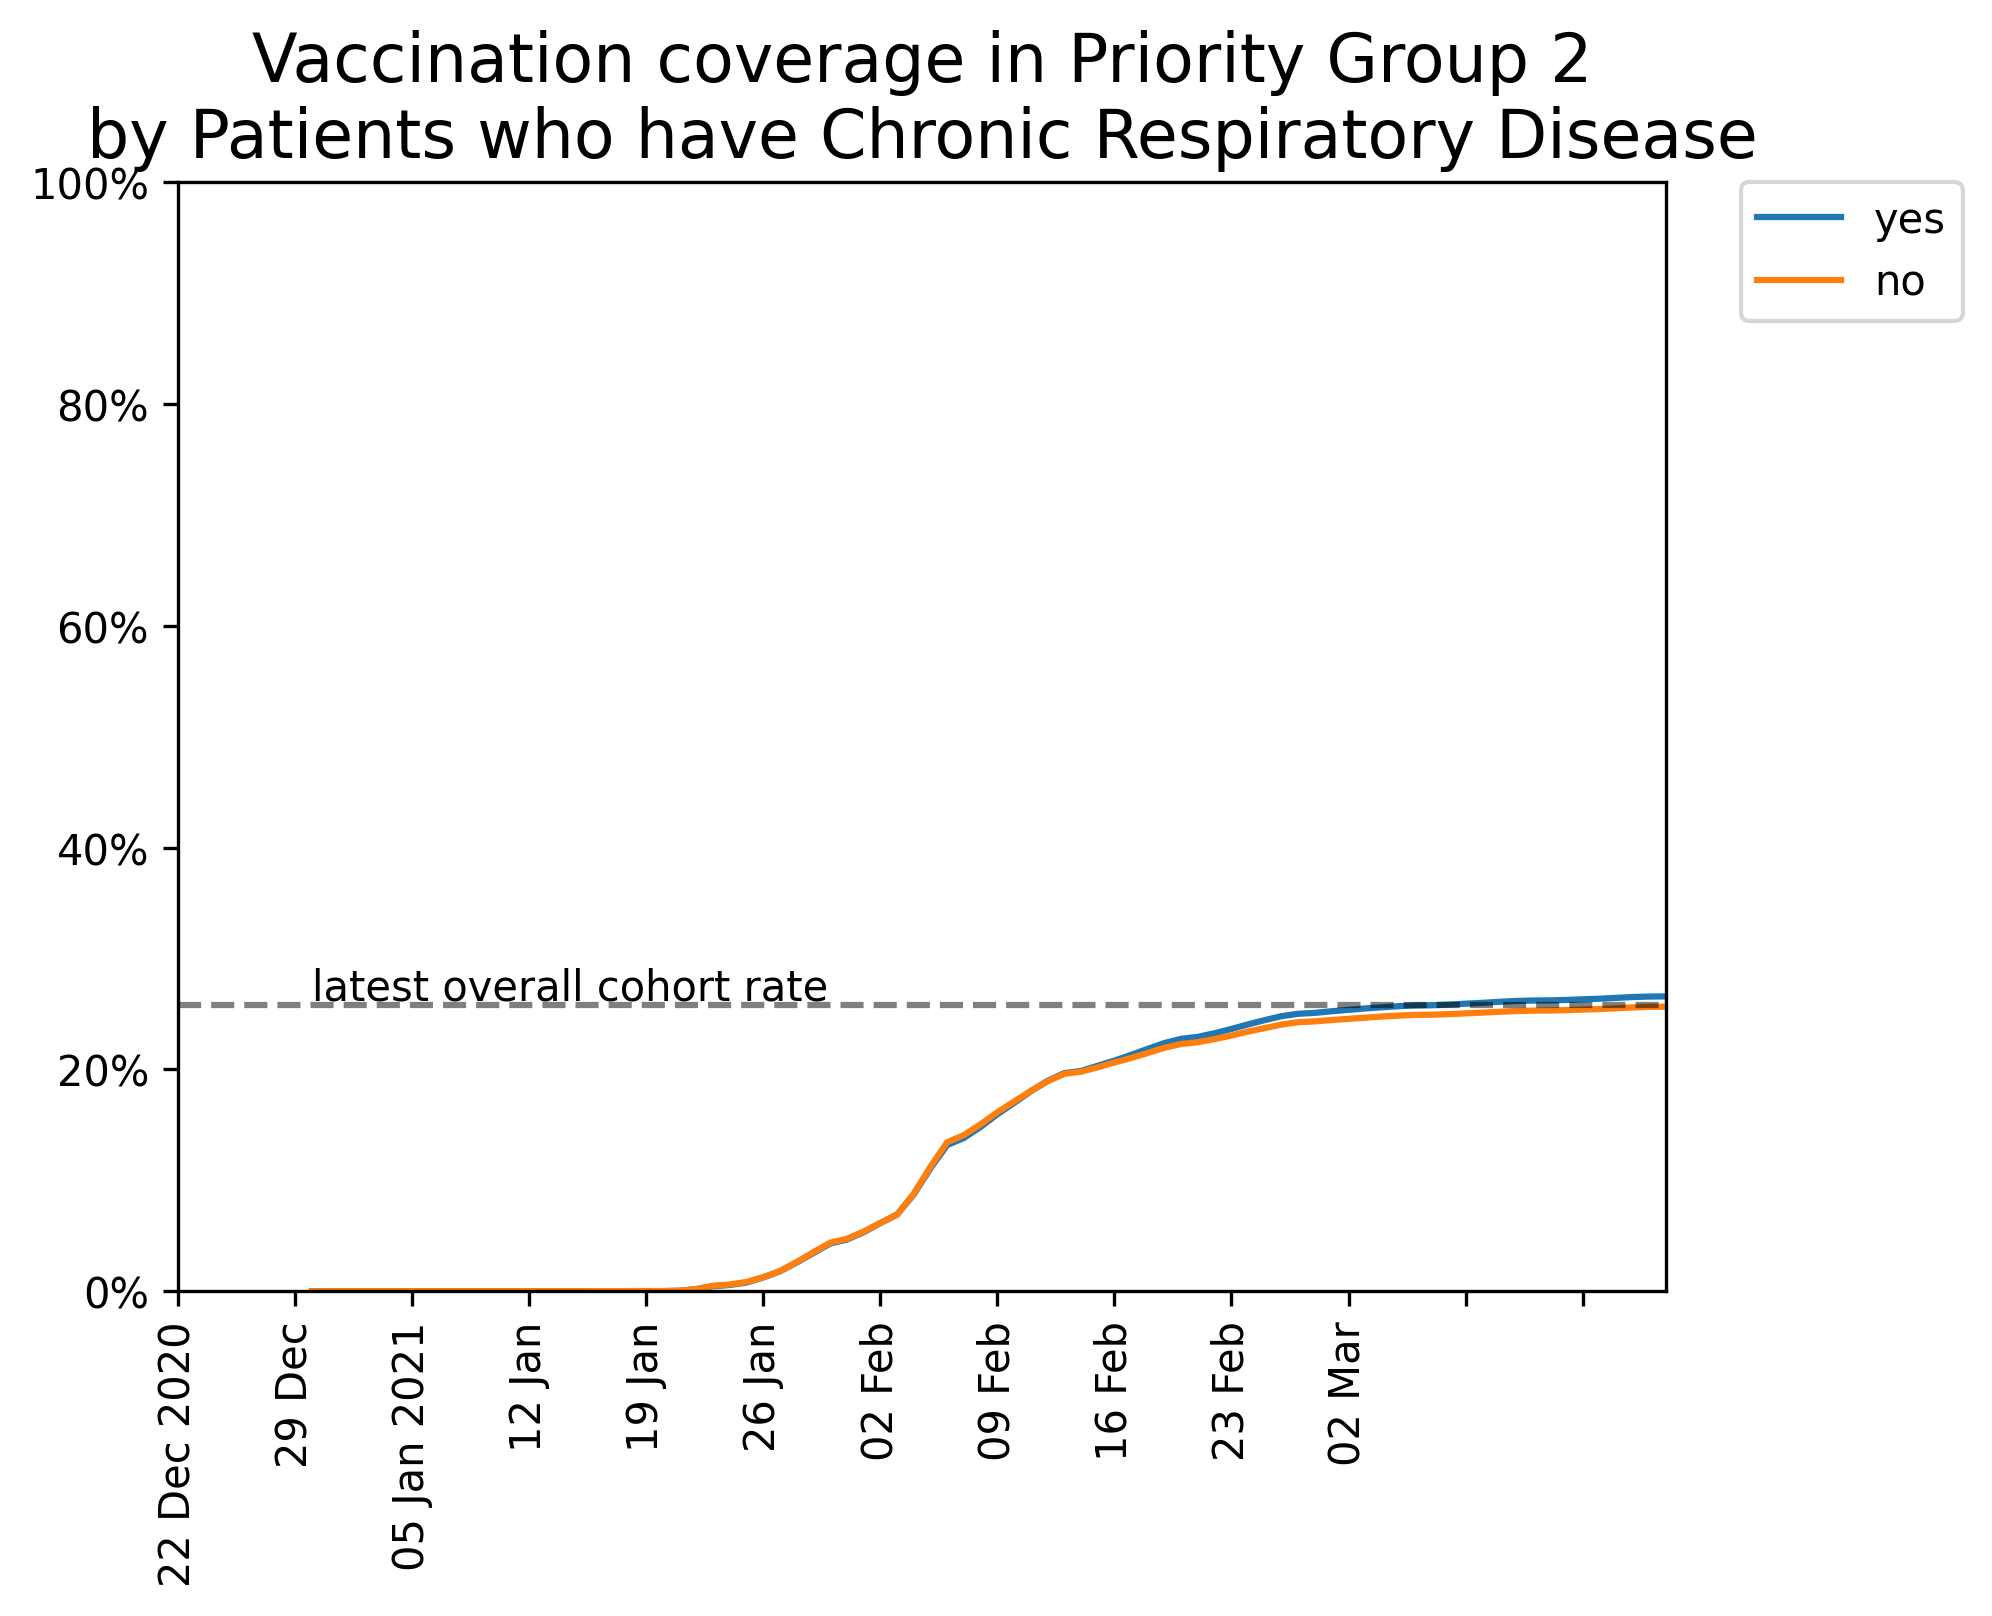 Vaccination coverage in Priority Group 2
by Patients who have Chronic Respiratory Disease
100%
80%
60%
40%
20%
0%
yes
no
latest overall cohort rate
22 Dec 2020
29 Dec
05 Jan 2021
12 Jan
19 Jan
26 Jan
02 Feb
09 Feb
16 Feb
23 Feb
02 Mar